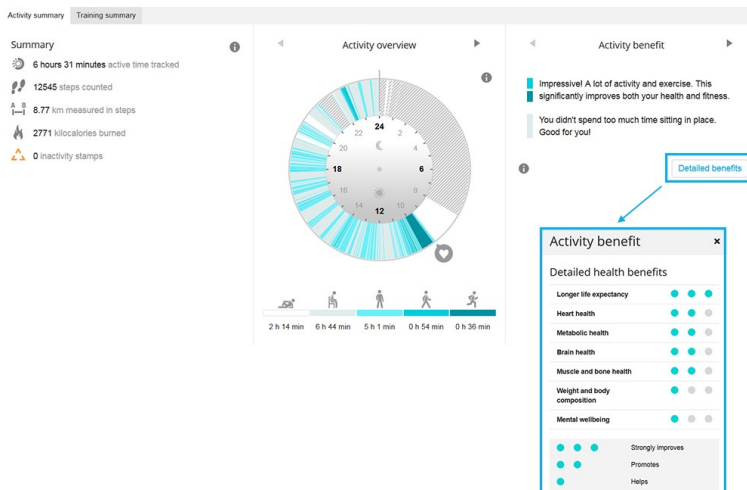 Activity summary Training summary
Summary
6 hours 31 minutes active time tracked
12545 steps counted
A B
8.77 km measured in steps
2771 kilocalories burned
0 inactivity stamps
Activity overview
24
22 2
20 4
18 6
16 8
14 10
12
2 h 14 min 6 h 44 min 5 h 1 min 0 h 54 min 0 h 36 min
Activity benefit
Impressive! A lot of activity and exercise. This
significantly improves both your health and fitness.
You didn't spend too much time sitting in place.
Good for you!
Detailed benefits
Activity benefit ×
Detailed health benefits
Longer life expectancy
Heart health
Metabolic health
Brain health
Muscle and bone health
Weight and body
composition
Mental wellbeing
Strongly improves
Promotes
Helps